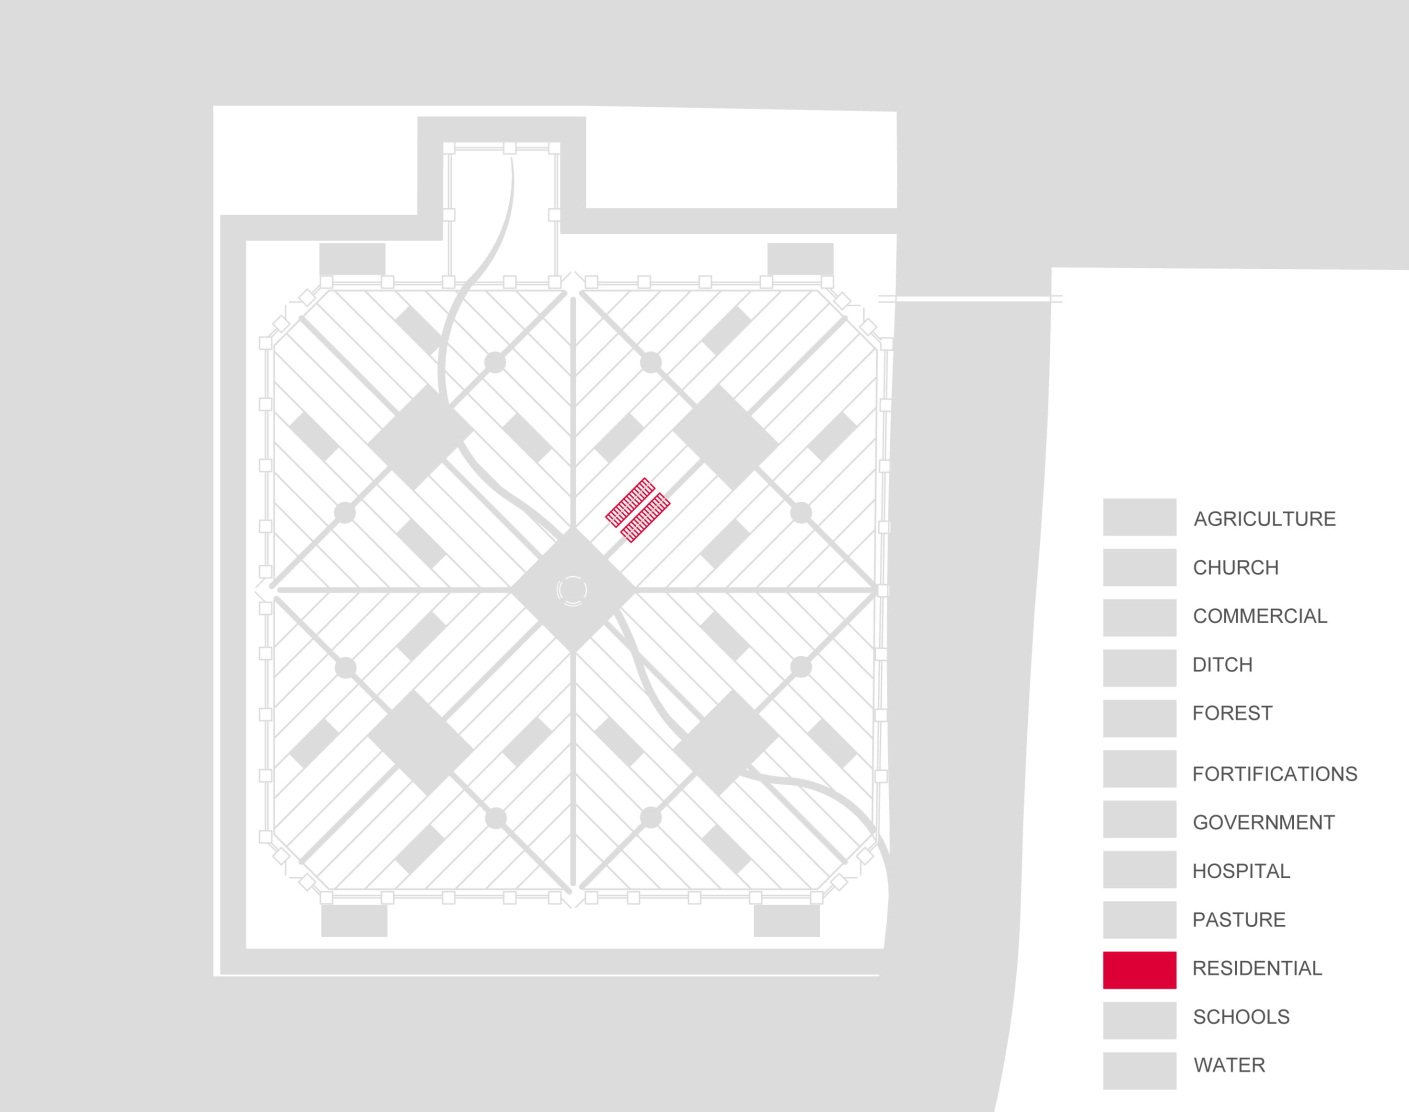 AGRICULTURE
CHURCH
COMMERCIAL
DITCH
FOREST
FORTIFICATIONS
GOVERNMENT
HOSPITAL
PASTURE
RESIDENTIAL
SCHOOLS
WATER